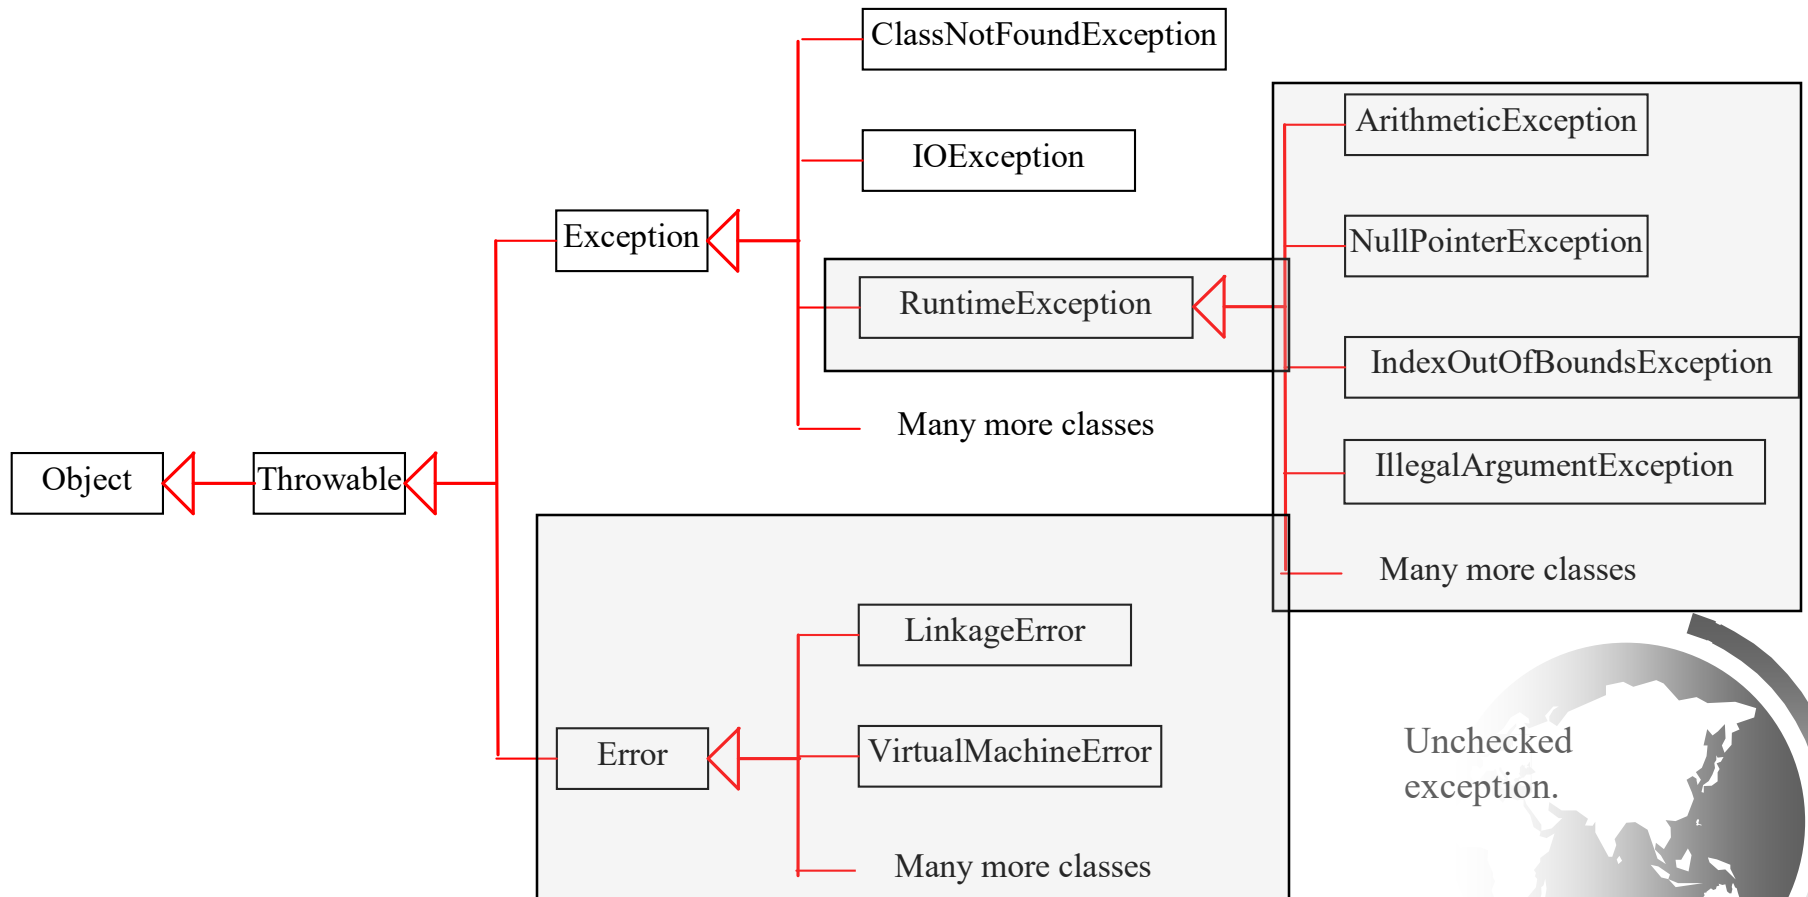 ClassNotFoundException
ArithmeticException
IOException
NullPointerException
Exception
RuntimeException
IndexOutOfBoundsException
Many more classes
IllegalArgumentException
Object
Throwable
Many more classes
LinkageError
Error
VirtualMachineError
Unchecked
exception.
Many more classes